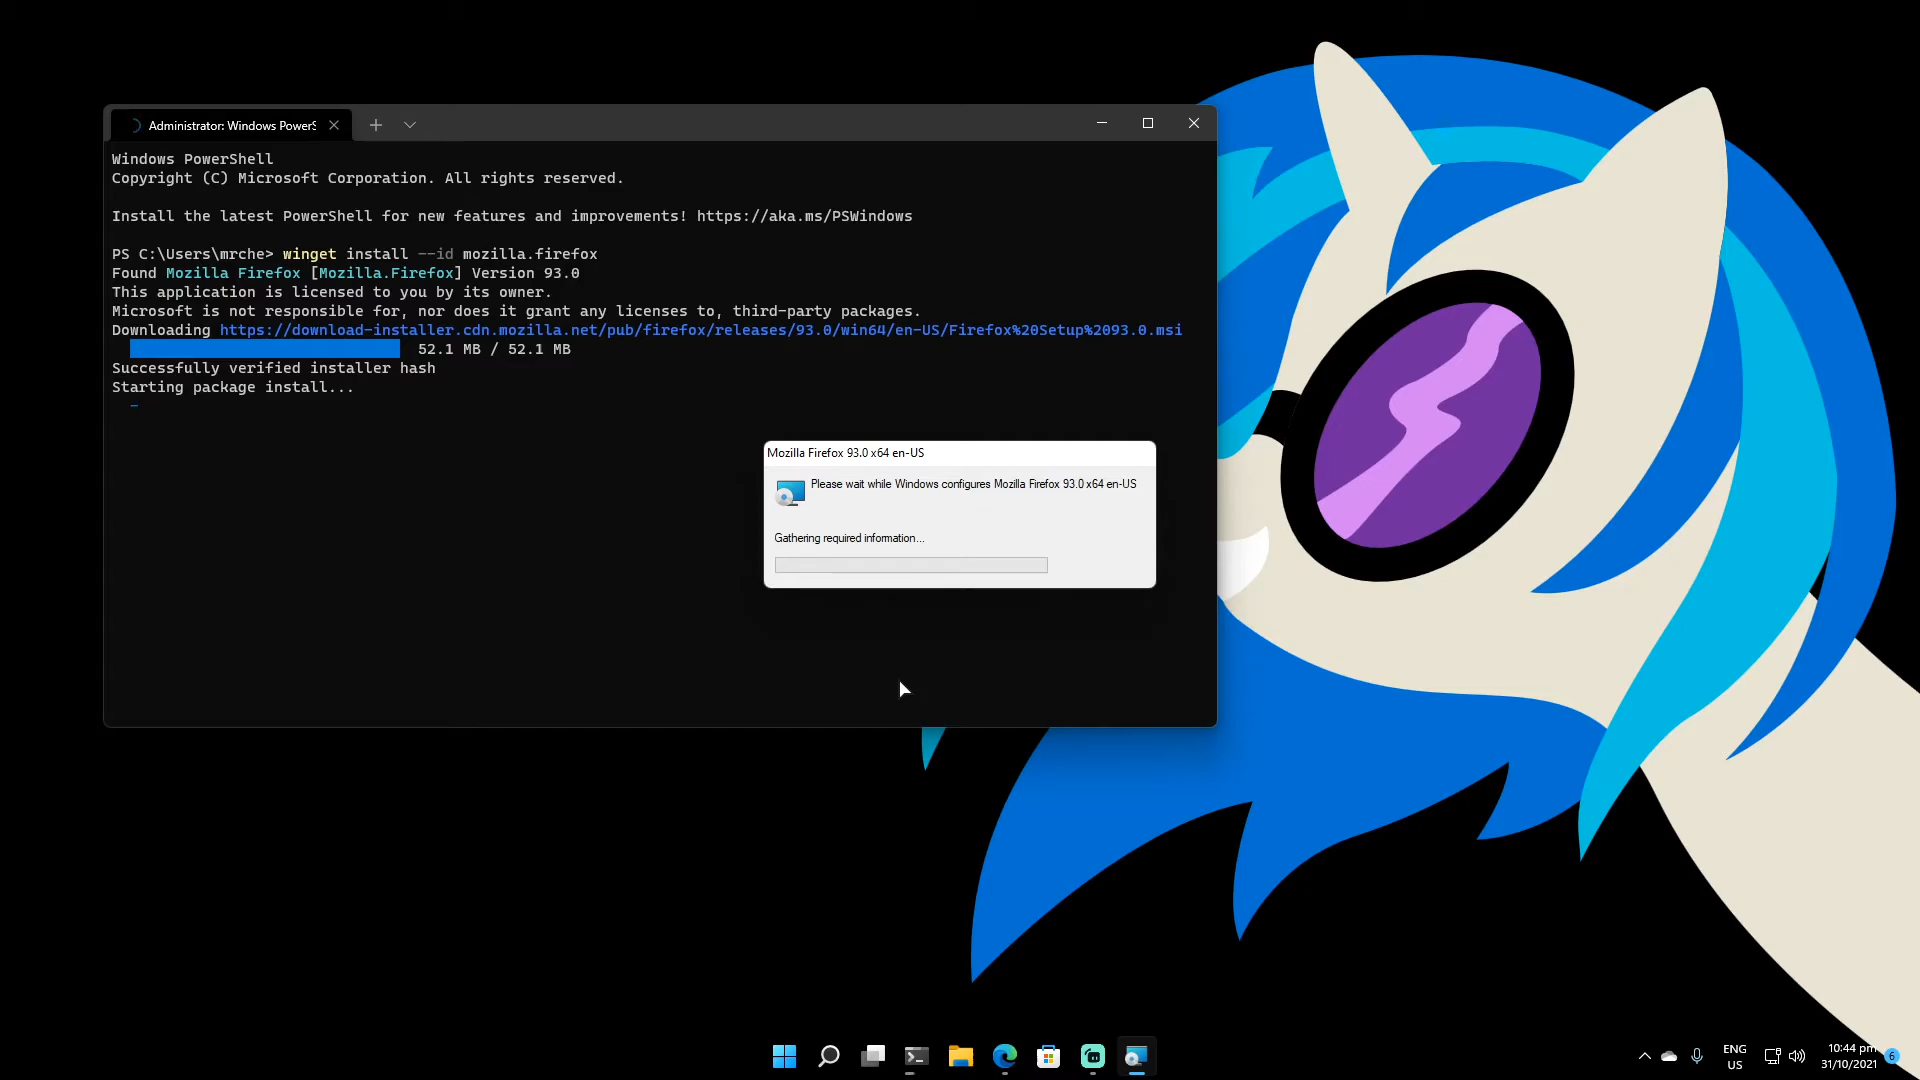 Administrator: Windows PowerS
Windows PowerShell
Copyright (C) Microsoft Corporation. All rights reserved.
Install the latest PowerShell for new features and improvements! https://aka.ms/PSWindows
PS C:\Users\mrche> winget install --id mozilla.firefox
Found Mozilla Firefox [Mozilla.Firefox] Version 93.0
This application is licensed to you by its owner.
Microsoft is not responsible for, nor does it grant any licenses to, third-party packages.
Downloading https://download-installer.cdn.mozilla.net/pub/firefox/releases/93.0/win64/en-US/Firefox%20Setup%2093.0.msi
52.1 MB / 52.1 MB
Successfully verified installer hash
Starting package install...
Mozilla Firefox 93.0 x64 en-US
Please wait while Windows configures Mozilla Firefox 93.0 x64 en-US
Gathering required information...
ENG
US
10:44 pm
31/10/2021
6